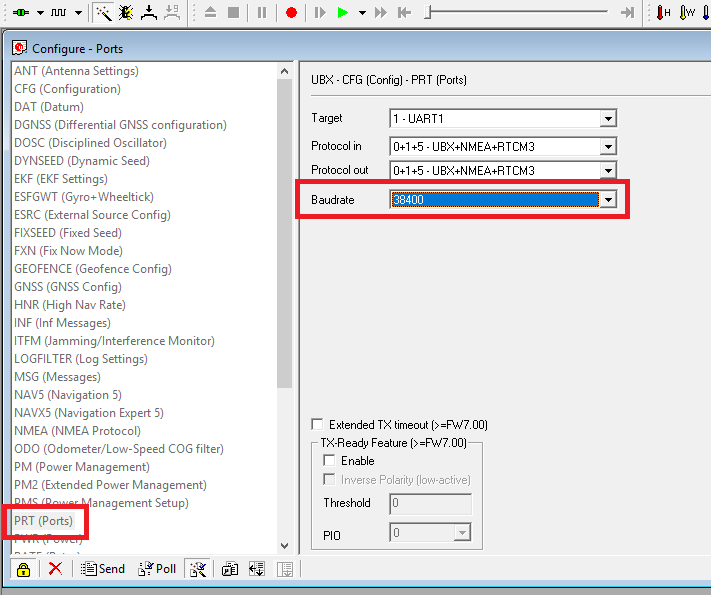 H
W
Configure - Ports
ANT (Antenna Settings)
CFG (Configuration)
DAT (Datum)
DGNSS (Differential GNSS configuration)
DOSC (Disciplined Oscillator)
DYNSEED (Dynamic Seed)
EKF (EKF Settings)
ESFGWT (Gyro+Wheeltick)
ESRC (External Source Config)
FIXSEED (Fixed Seed)
FXN (Fix Now Mode)
GEOFENCE (Geofence Config)
GNSS (GNSS Config)
HNR (High Nav Rate)
INF (Inf Messages)
ITFM (Jamming/Interference Monitor)
LOGFILTER (Log Settings)
MSG (Messages)
NAV5 (Navigation 5)
NAVX5 (Navigation Expert 5)
NMEA (NMEA Protocol)
ODO (Odometer/Low-Speed COG filter)
PM (Power Management)
PM2 (Extended Power Management)
PMS (Power Management Setup)
PRT (Ports)
PWR (Power)
UBX - CFG (Config) - PRT (Ports)
Target 1 - UART1
Protocol in 0+1+5 - UBX+NMEA+RTCM3
Protocol out 0+1+5 - UBX+NMEA+RTCM3
Baudrate 38400
Extended TX timeout (>=FW7.00)
TX-Ready Feature (>=FW7.00)
Enable
Inverse Polarity (low-active)
Threshold 0
PIO 0
Send Poll